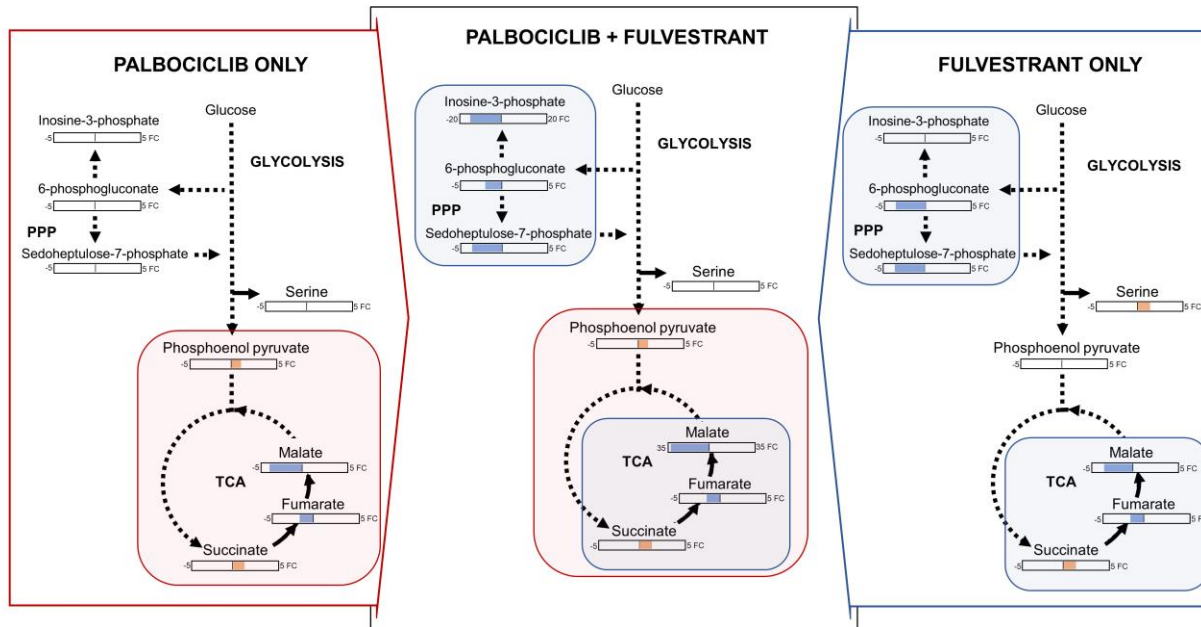 PALBOCICLIB ONLY
Glucose
Inosine-3-phosphate
-5 5 FC
GLYCOLYSIS
6-phosphogluconate
-5 5 FC
PPP
Sedoheptulose-7-phosphate
-5 5 FC
Serine
-5 5 FC
Phosphoenol pyruvate
-5 5 FC
Malate
-5 5 FC
TCA
Fumarate
-5 5 FC
Succinate
-5 5 FC
PALBOCICLIB + FULVESTRANT
Glucose
Inosine-3-phosphate
-20 20 FC
GLYCOLYSIS
6-phosphogluconate
-5 5 FC
PPP
Sedoheptulose-7-phosphate
-5 5 FC
Serine
-5 5 FC
Phosphoenol pyruvate
-5 5 FC
Malate
35 35 FC
TCA
Fumarate
-5 5 FC
Succinate
-5 5 FC
FULVESTRANT ONLY
Glucose
Inosine-3-phosphate
-5 5 FC
GLYCOLYSIS
6-phosphogluconate
-5 5 FC
PPP
Sedoheptulose-7-phosphate
-5 5 FC
Serine
-5 5 FC
Phosphoenol pyruvate
-5 5 FC
Malate
-5 5 FC
TCA
Fumarate
-5 5 FC
Succinate
-5 5 FC